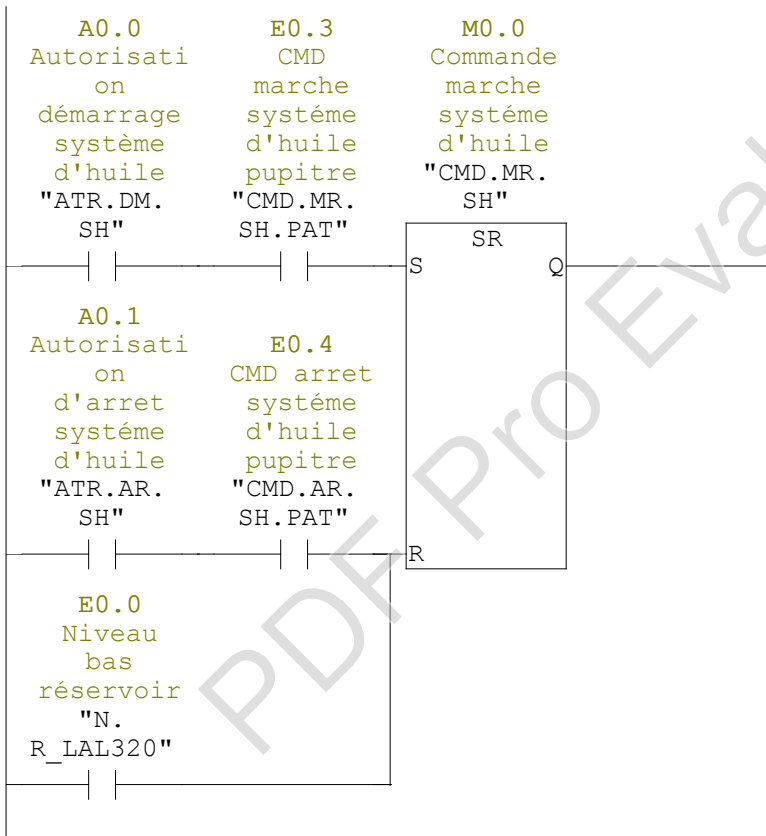 A0.0
Autorisati
on
démarrage
système
d'huile
"ATR.DM.
SH"
E0.3
CMD
marche
systéme
d'huile
pupitre
"CMD.MR.
SH.PAT"
M0.0
Commande
marche
systéme
d'huile
"CMD.MR.
SH"
SR
S
Q
A0.1
Autorisati
on
d'arret
systéme
d'huile
"ATR.AR.
SH"
E0.4
CMD arret
systéme
d'huile
pupitre
"CMD.AR.
SH.PAT"
R
E0.0
Niveau
bas
réservoir
"N.
R_LAL320"
PDF Pro Eval